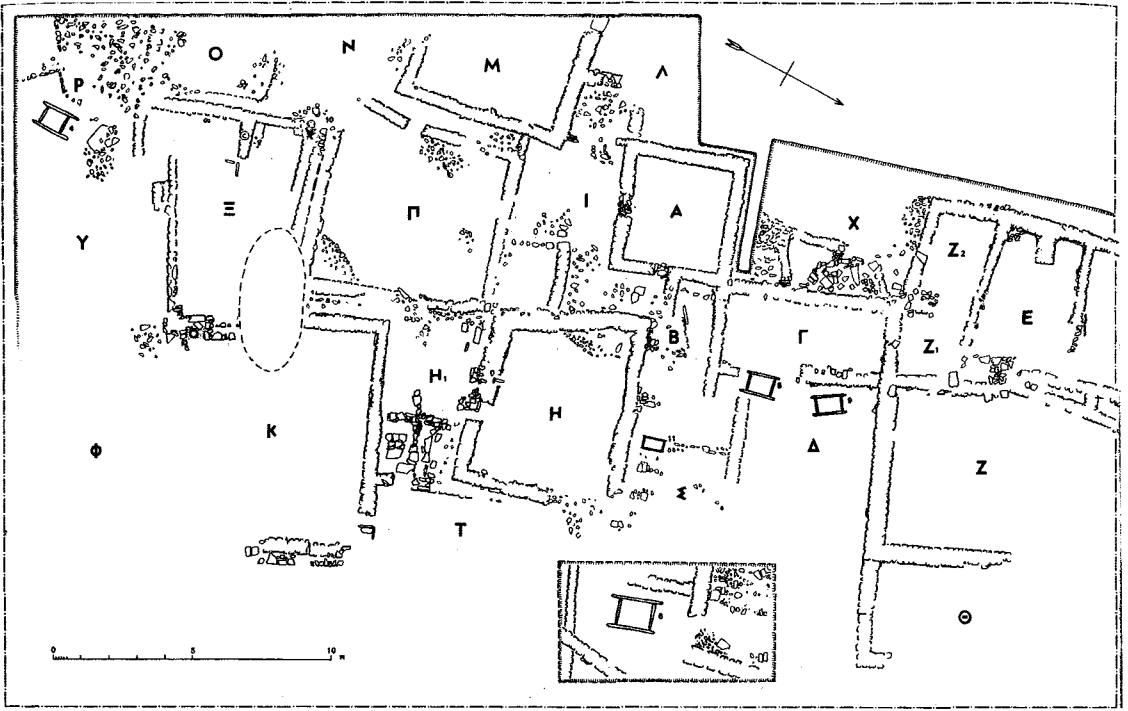 Ο Ν Μ Λ
Ρ
Ξ Π Ι Α Χ Ζ₂
Υ Ε
Β Γ Ζ₁
Η₁ Η
Φ Κ Δ Ζ
Σ
Τ
Θ
0 5 10 m